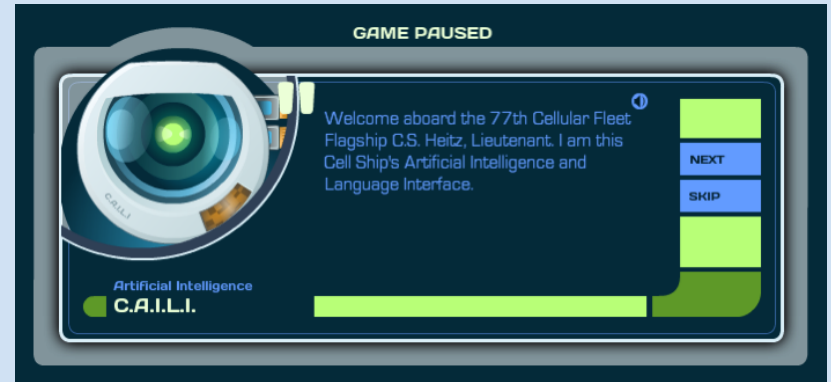 GAME PAUSED
Welcome aboard the 77th Cellular Fleet
Flagship C.S. Heitz, Lieutenant. I am this
Cell Ship's Artificial Intelligence and
Language Interface.
NEXT
SKIP
C.A.I.L.I
Artificial Intelligence
C.A.I.L.I.